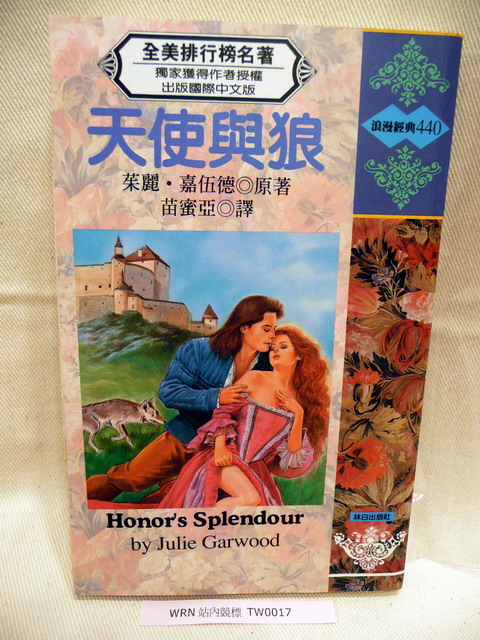 全美排行榜名著
獨家獲得作者授權
出版國際中文版
浪漫經典440
天使與狼
茱麗・嘉伍德◎原著
苗蜜亞◎譯
Honor's Splendour
by Julie Garwood
林白出版社
WRN 站內競標 TW0017